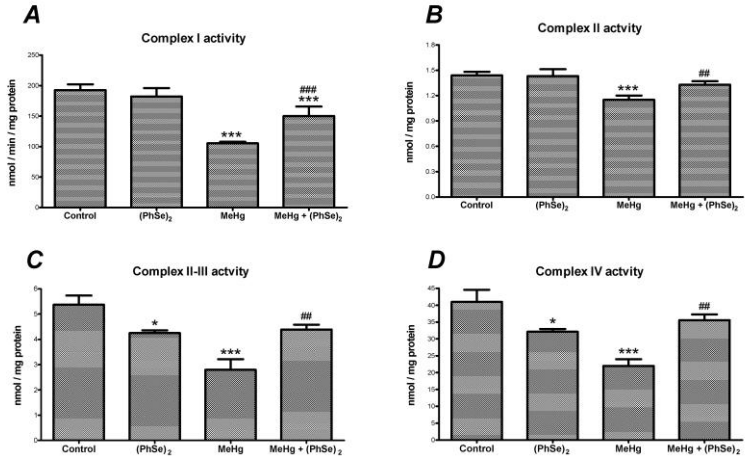 A
Complex I activity
nmol / min / mg protein
250
200
150
100
50
0
***
###
***
Control
(PhSe)2
MeHg
MeHg + (PhSe)2
B
Complex II activity
nmol / mg protein
1.8
1.5
1.2
0.9
0.6
0.3
0.0
***
##
Control
(PhSe)2
MeHg
MeHg + (PhSe)2
C
Complex II-III activity
nmol / mg protein
6
5
4
3
2
1
0
*
***
##
Control
(PhSe)2
MeHg
MeHg + (PhSe)2
D
Complex IV activity
nmol / mg protein
45
40
35
30
25
20
15
10
5
0
*
***
##
Control
(PhSe)2
MeHg
MeHg + (PhSe)2